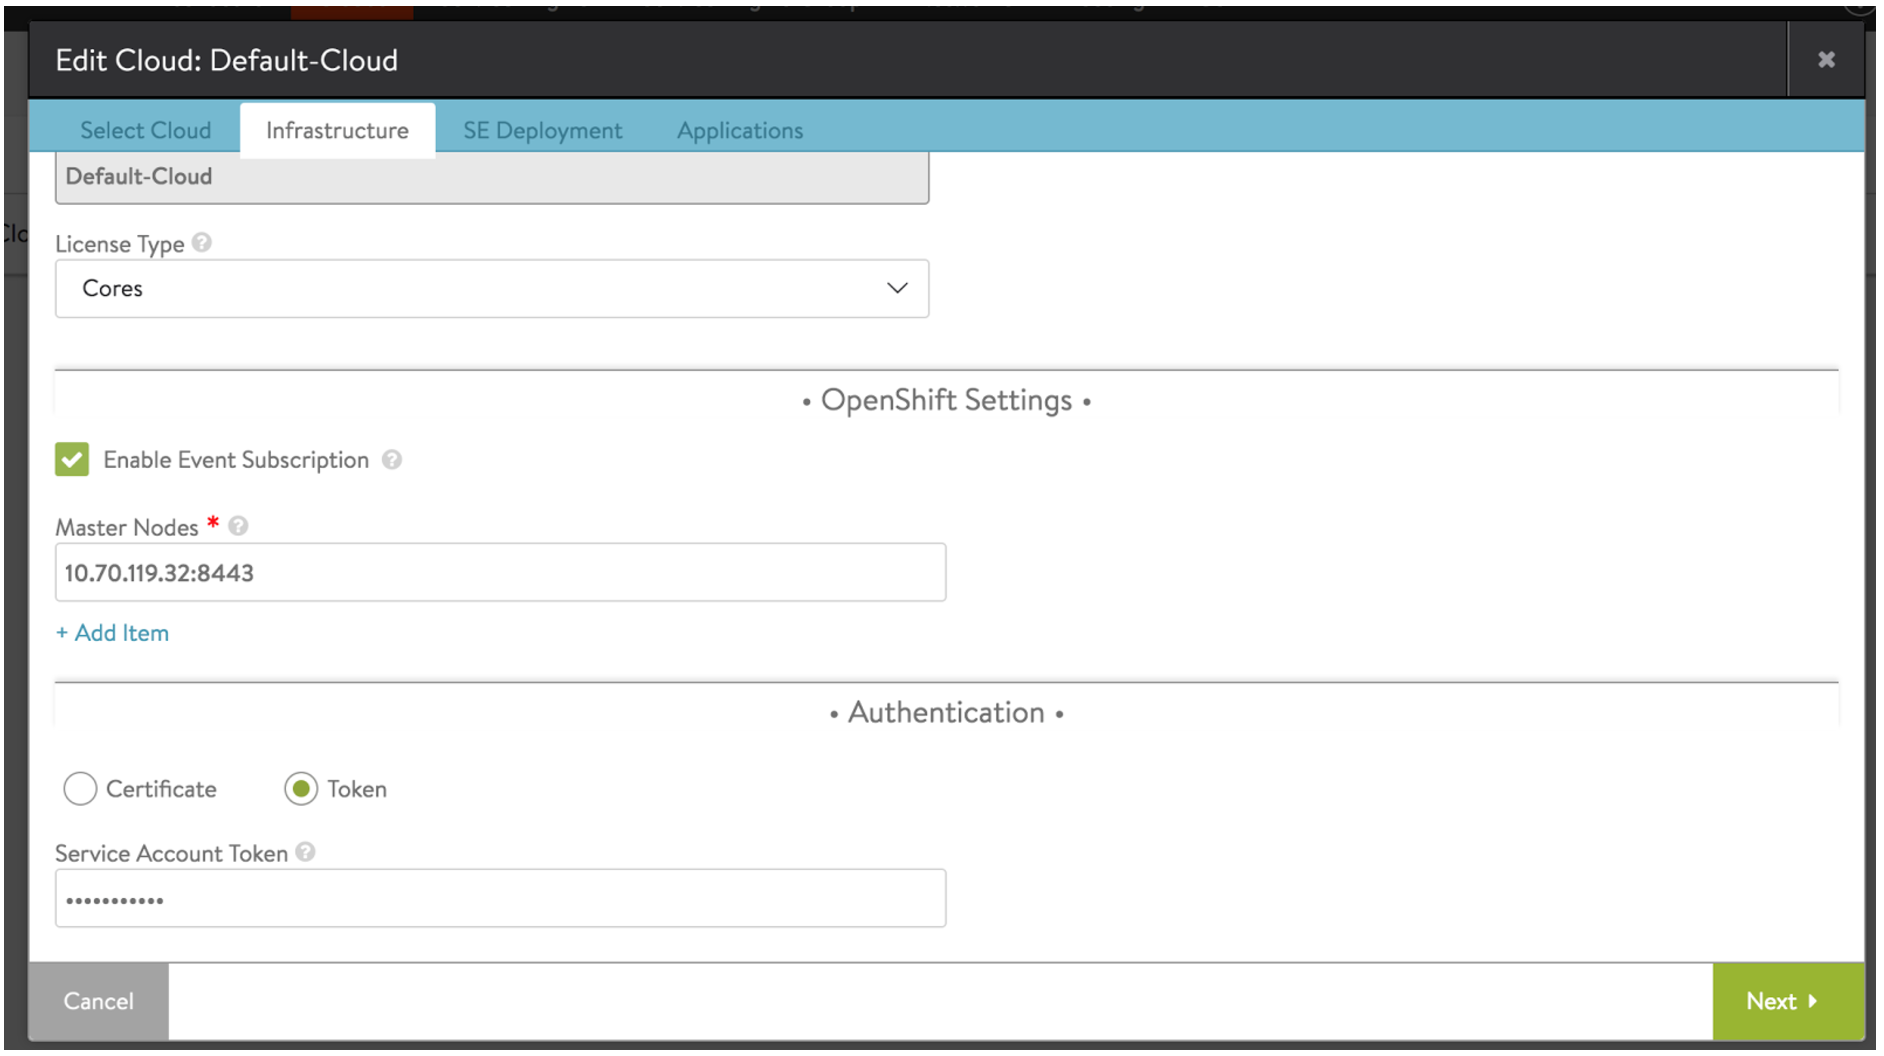 Edit Cloud: Default-Cloud
Select Cloud Infrastructure SE Deployment Applications
Default-Cloud
License Type ?
Cores
• OpenShift Settings •
Enable Event Subscription ?
Master Nodes * ?
10.70.119.32:8443
+ Add Item
• Authentication •
Certificate Token
Service Account Token ?
•••••••••••
Cancel Next